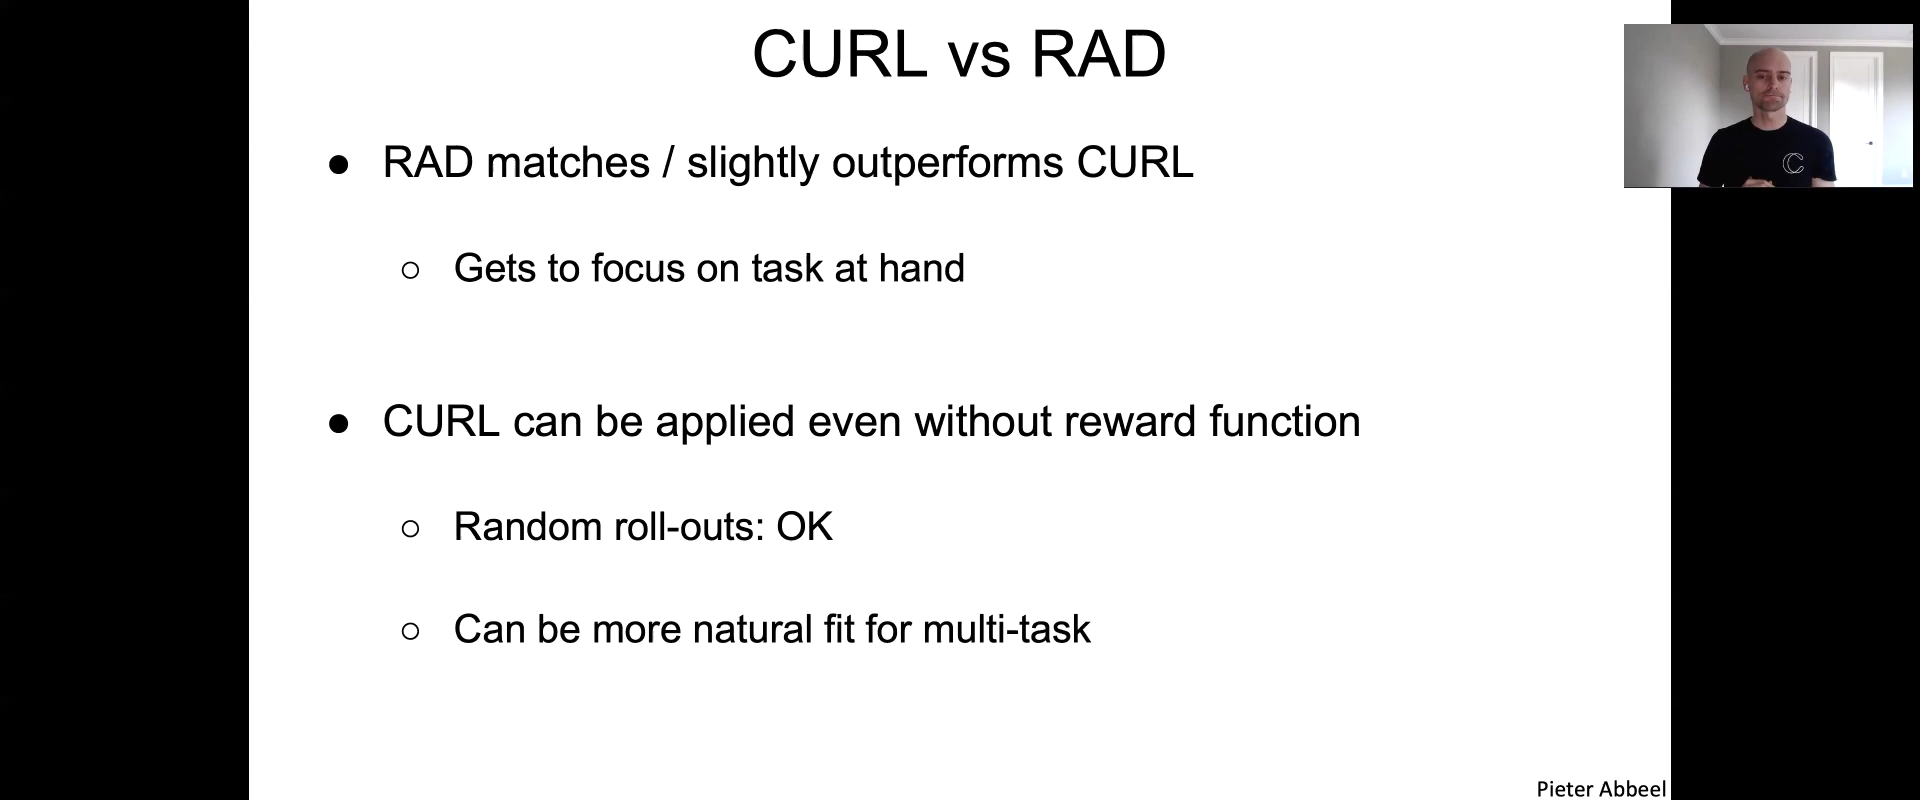 CURL vs RAD
● RAD matches / slightly outperforms CURL
○ Gets to focus on task at hand
● CURL can be applied even without reward function
○ Random roll-outs: OK
○ Can be more natural fit for multi-task
Pieter Abbeel